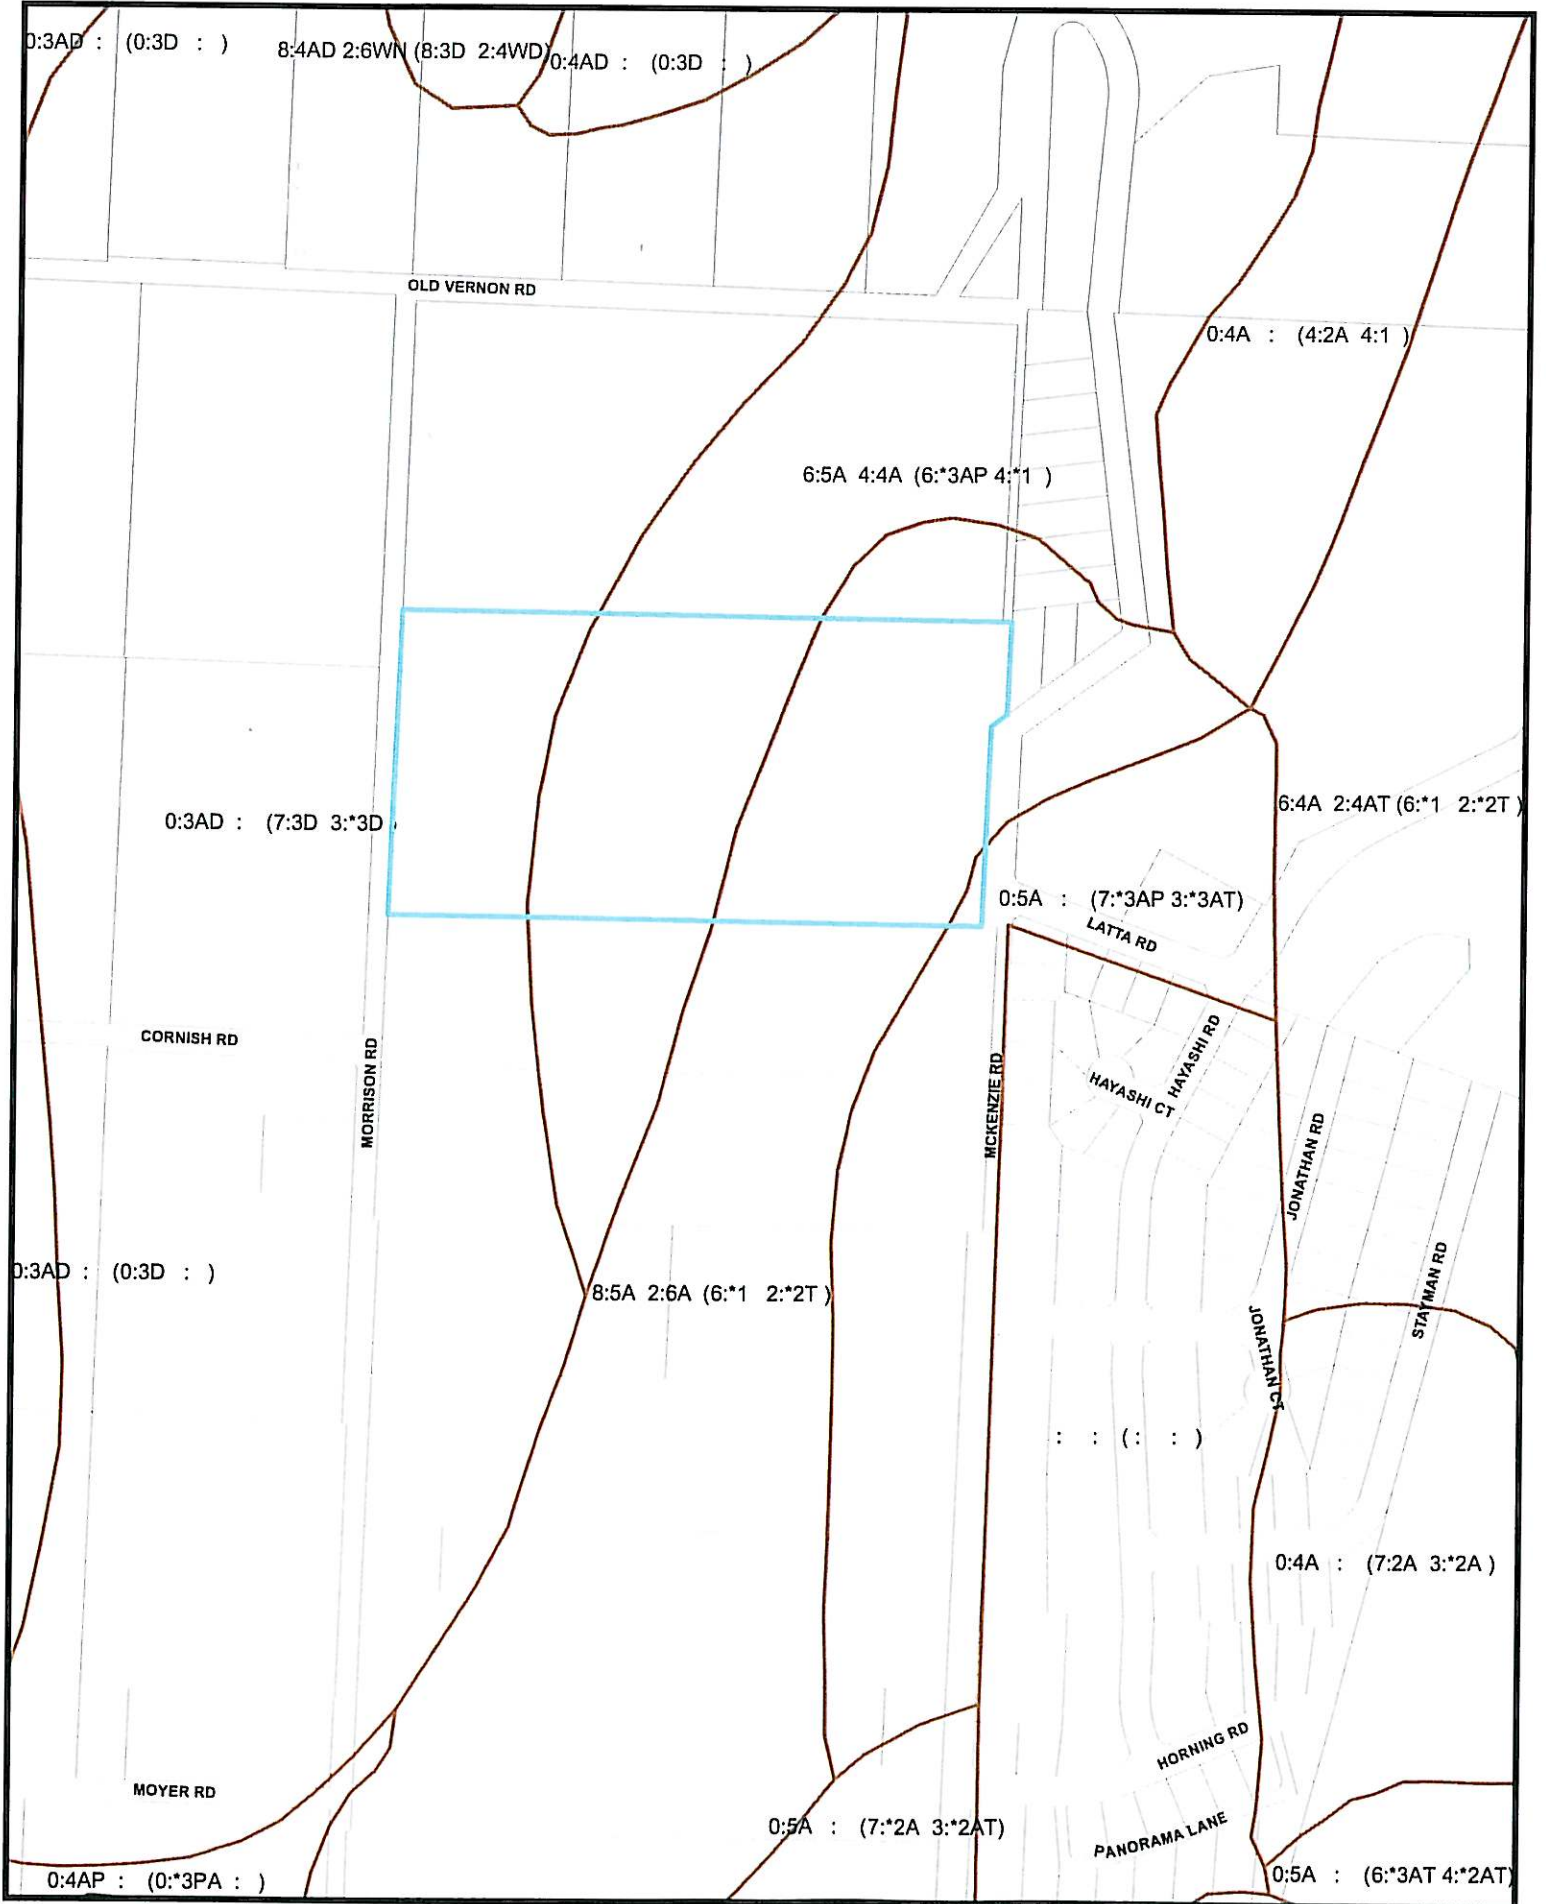 0:3AD : (0:3D : )
8:4AD 2:6WN (8:3D 2:4WD)
0:4AD : (0:3D : )
OLD VERNON RD
0:4A : (4:2A 4:1 )
6:5A 4:4A (6:*3AP 4:*1 )
0:3AD : (7:3D 3:*3D )
6:4A 2:4AT (6:*1 2:*2T )
0:5A : (7:*3AP 3:*3AT)
LATTA RD
CORNISH RD
MORRISON RD
MCKENZIE RD
HAYASHI CT
HAYASHI RD
JONATHAN RD
0:3AD : (0:3D : )
8:5A 2:6A (6:*1 2:*2T )
STAYMAN RD
JONATHAN CT
: : (: : )
0:4A : (7:2A 3:*2A )
HORNING RD
MOYER RD
0:5A : (7:*2A 3:*2AT)
PANORAMA LANE
0:4AP : (0:*3PA : )
0:5A : (6:*3AT 4:*2AT)